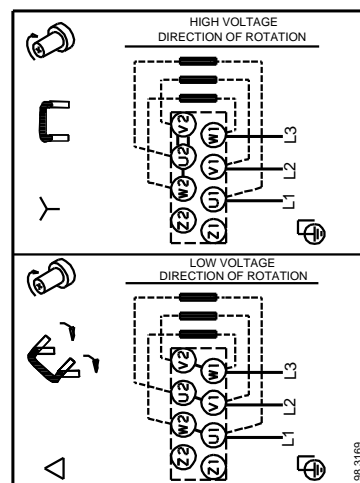 HIGH VOLTAGE
DIRECTION OF ROTATION
V2
W1
L3
U2
V1
L2
W2
U1
L1
Z2
Z1
LOW VOLTAGE
DIRECTION OF ROTATION
V2
W1
L3
U2
V1
L2
W2
U1
L1
Z2
Z1
98.3169